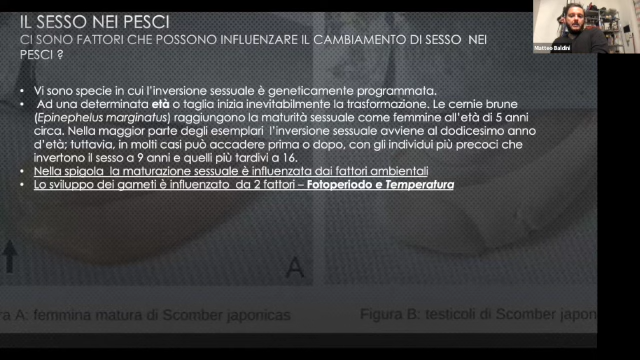 IL SESSO NEI PESCI
CI SONO FATTORI CHE POSSONO INFLUENZARE IL CAMBIAMENTO DI SESSO NEI
PESCI ?
Matteo Baldini
• Vi sono specie in cui l'inversione sessuale è geneticamente programmata.
• Ad una determinata età o taglia inizia inevitabilmente la trasformazione. Le cernie brune
(Epinephelus marginatus) raggiungono la maturità sessuale come femmine all'età di 5 anni
circa. Nella maggior parte degli esemplari l'inversione sessuale avviene al dodicesimo anno
d'età; tuttavia, in molti casi può accadere prima o dopo, con gli individui più precoci che
invertono il sesso a 9 anni e quelli più tardivi a 16.
• Nella spigola la maturazione sessuale è influenzata dai fattori ambientali
• Lo sviluppo dei gameti è influenzato da 2 fattori – Fotoperiodo e Temperatura
A
ra A: femmina matura di Scomber japonicas
Figura B: testicoli di Scomber japon